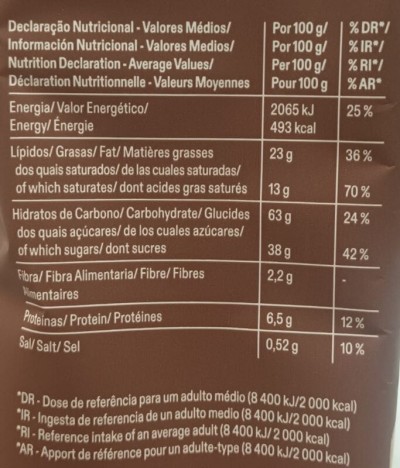 Declaração Nutricional - Valores Médios/ Por 100 g/ % DR*/
Información Nutricional - Valores Medios/ Por 100 g/ % IR*/
Nutrition Declaration - Average Values/ Per 100 g/ % RI*/
Déclaration Nutritionnelle - Valeurs Moyennes Pour 100 g % AR*
Energia/ Valor Energético/ 2065 kJ 25 %
Energy/ Énergie 493 kcal
Lípidos/ Grasas/ Fat/ Matières grasses 23 g 36 %
dos quais saturados/ de las cuales saturadas/
of which saturates/ dont acides gras saturés 13 g 70 %
Hidratos de Carbono/ Carbohydrate/ Glucides 63 g 24 %
dos quais açúcares/ de los cuales azúcares/
of which sugars/ dont sucres 38 g 42 %
Fibra/ Fibra Alimentaria/ Fibre/ Fibres 2,2 g -
alimentaires
Proteínas/ Protein/ Protéines 6,5 g 12 %
Sal/ Salt/ Sel 0,52 g 10 %
*DR - Dose de referência para um adulto médio (8 400 kJ/2 000 kcal)
*IR - Ingesta de referencia de un adulto medio (8 400 kJ/2 000 kcal)
*RI - Reference intake of an average adult (8 400 kJ/ 2 000 kcal)
*AR - Apport de référence pour un adulte-type (8 400 kJ/2 000 kcal)